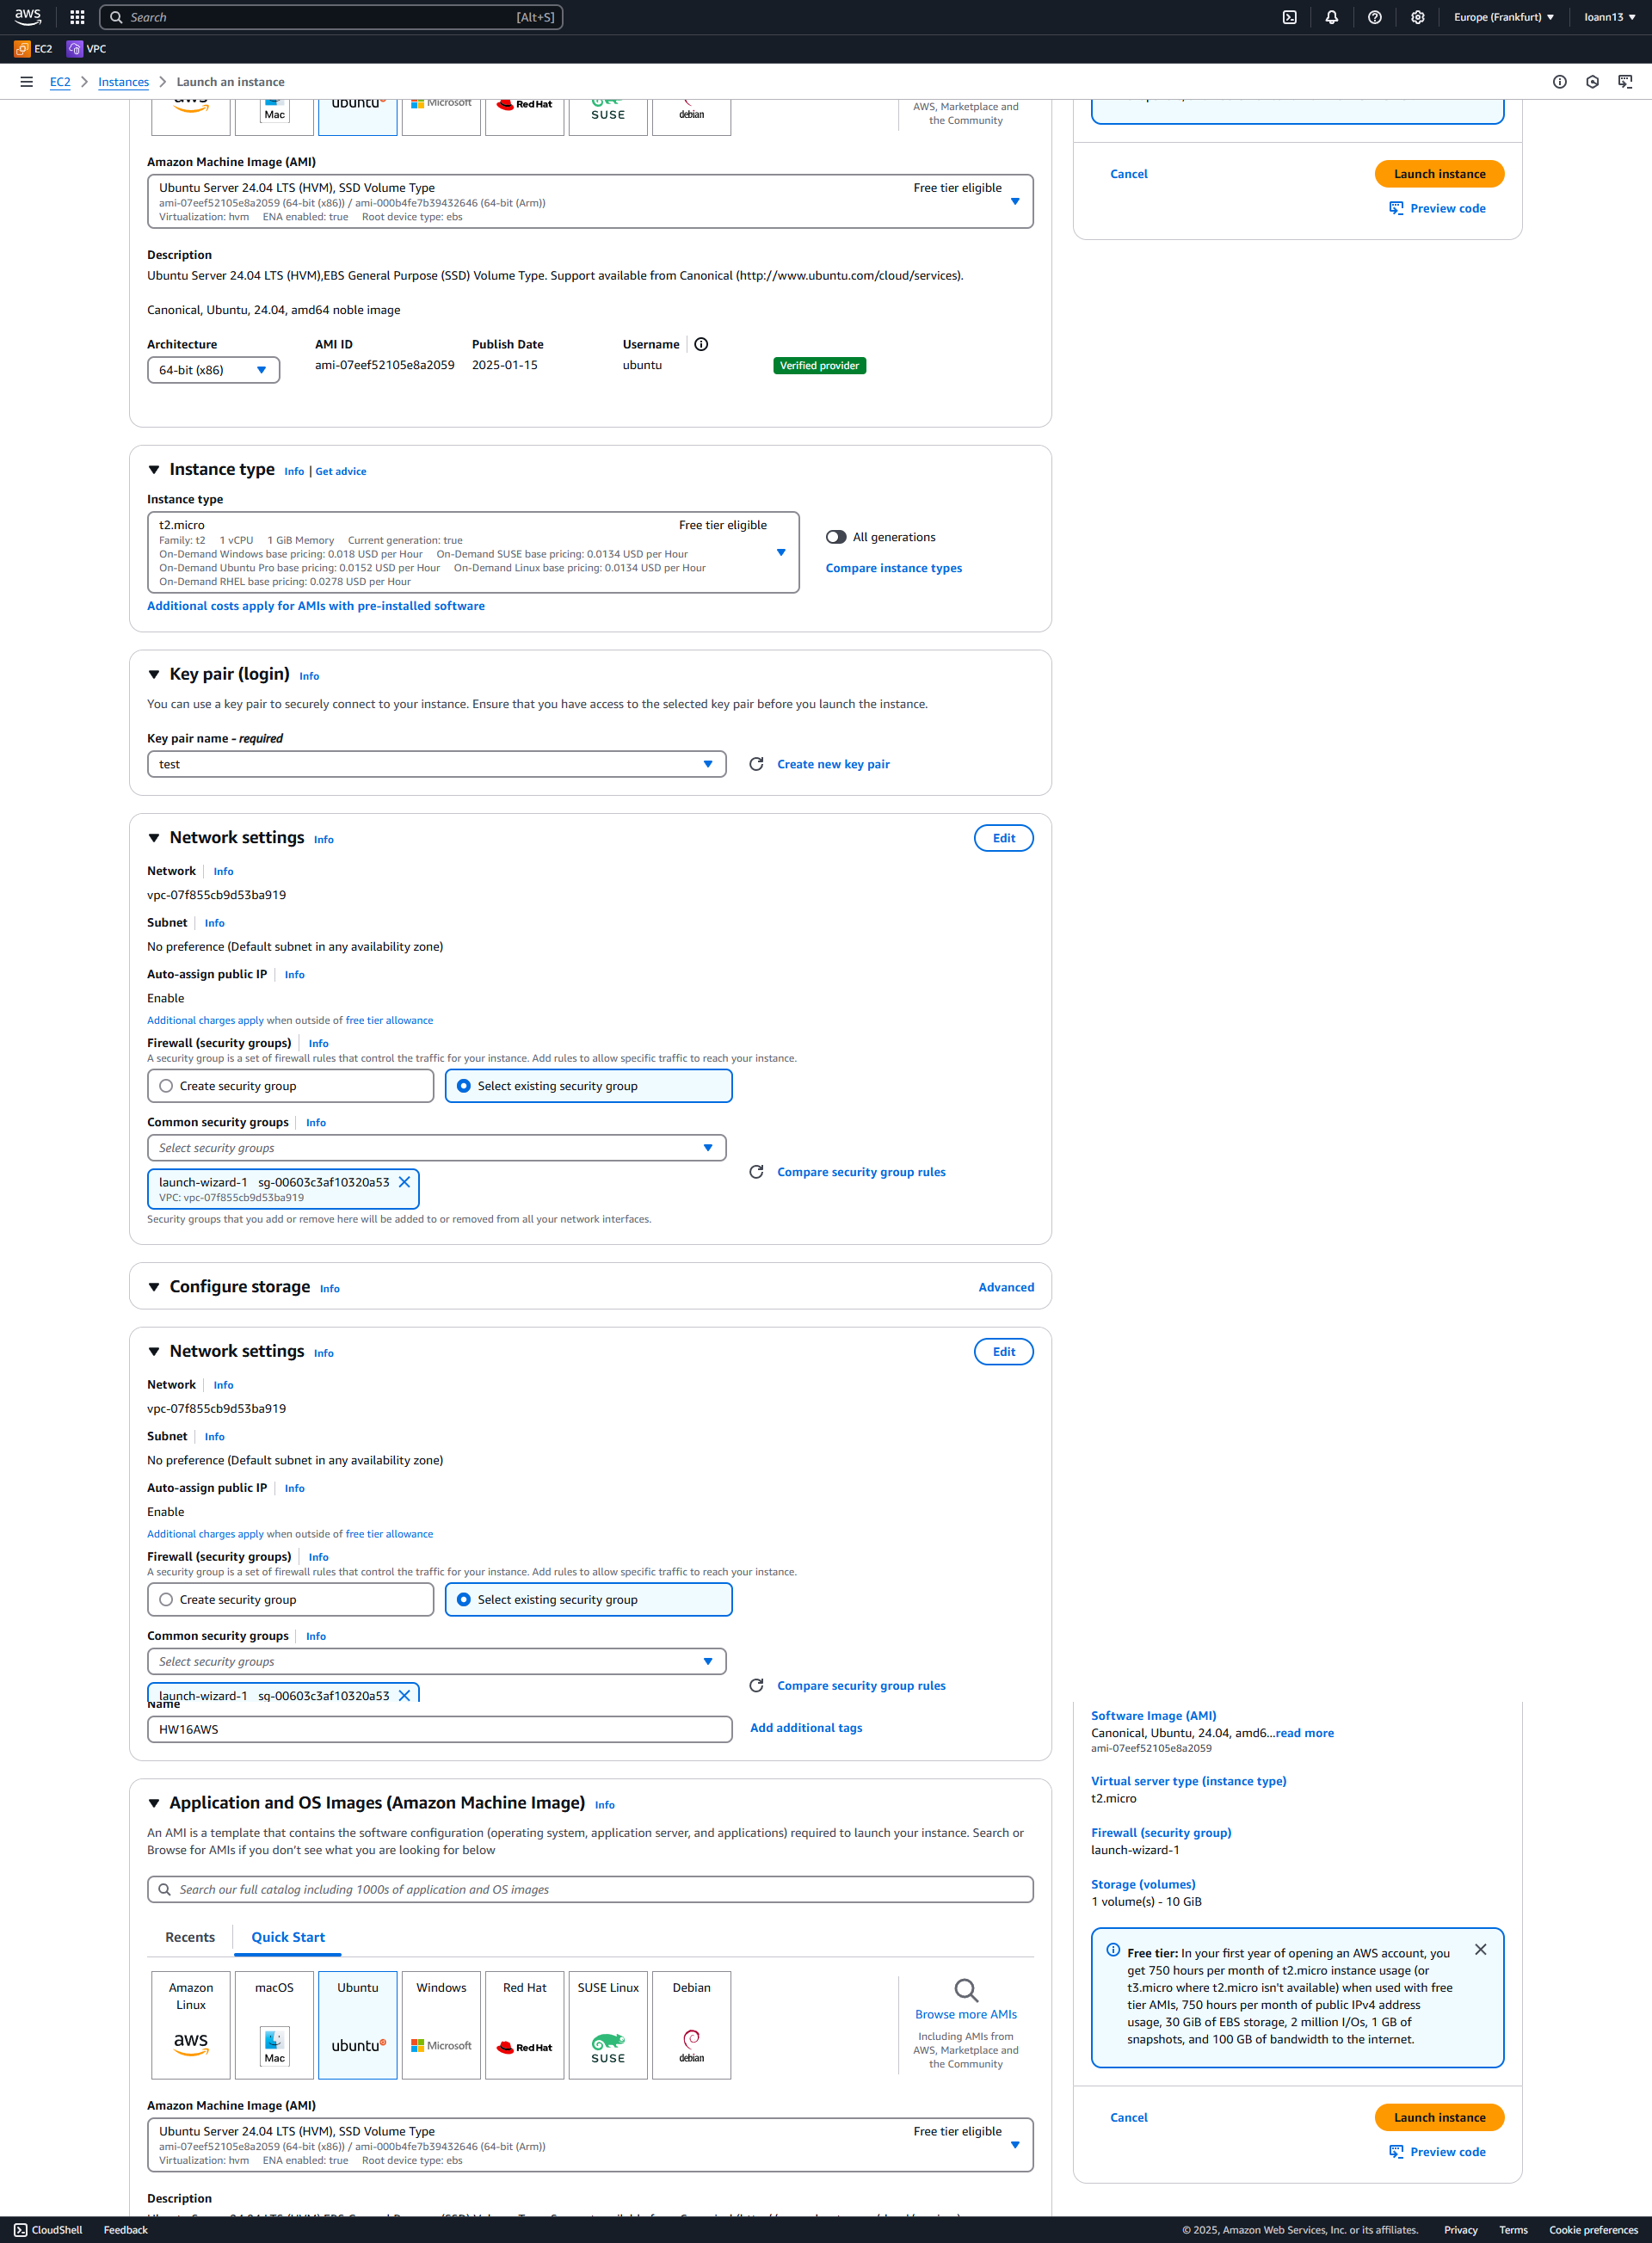 aws
Search [Alt+S]
Europe (Frankfurt) ▼
Ioann13 ▼
EC2
VPC
EC2 > Instances > Launch an instance
aws
Mac
ubuntu
Microsoft
Red Hat
SUSE
debian
AWS, Marketplace and
the Community
Amazon Machine Image (AMI)
Ubuntu Server 24.04 LTS (HVM), SSD Volume Type Free tier eligible
ami-07eef52105e8a2059 (64-bit (x86)) / ami-000b4fe7b39432646 (64-bit (Arm))
Virtualization: hvm ENA enabled: true Root device type: ebs
Description
Ubuntu Server 24.04 LTS (HVM),EBS General Purpose (SSD) Volume Type. Support available from Canonical (http://www.ubuntu.com/cloud/services).
Canonical, Ubuntu, 24.04, amd64 noble image
Architecture AMI ID Publish Date Username
64-bit (x86) ami-07eef52105e8a2059 2025-01-15 ubuntu Verified provider
Cancel Launch instance
Preview code
Instance type Info | Get advice
Instance type
t2.micro Free tier eligible
Family: t2 1 vCPU 1 GiB Memory Current generation: true
On-Demand Windows base pricing: 0.018 USD per Hour On-Demand SUSE base pricing: 0.0134 USD per Hour
On-Demand Ubuntu Pro base pricing: 0.0152 USD per Hour On-Demand Linux base pricing: 0.0134 USD per Hour
On-Demand RHEL base pricing: 0.0278 USD per Hour
All generations
Compare instance types
Additional costs apply for AMIs with pre-installed software
Key pair (login) Info
You can use a key pair to securely connect to your instance. Ensure that you have access to the selected key pair before you launch the instance.
Key pair name - required
test
Create new key pair
Network settings Info Edit
Network Info
vpc-07f855cb9d53ba919
Subnet Info
No preference (Default subnet in any availability zone)
Auto-assign public IP Info
Enable
Additional charges apply when outside of free tier allowance
Firewall (security groups) Info
A security group is a set of firewall rules that control the traffic for your instance. Add rules to allow specific traffic to reach your instance.
Create security group Select existing security group
Common security groups Info
Select security groups
Compare security group rules
launch-wizard-1 sg-00603c3af10320a53
VPC: vpc-07f855cb9d53ba919
Security groups that you add or remove here will be added to or removed from all your network interfaces.
Configure storage Info Advanced
Network settings Info Edit
Network Info
vpc-07f855cb9d53ba919
Subnet Info
No preference (Default subnet in any availability zone)
Auto-assign public IP Info
Enable
Additional charges apply when outside of free tier allowance
Firewall (security groups) Info
A security group is a set of firewall rules that control the traffic for your instance. Add rules to allow specific traffic to reach your instance.
Create security group Select existing security group
Common security groups Info
Select security groups
Compare security group rules
launch-wizard-1 sg-00603c3af10320a53
Name
HW16AWS Add additional tags
Application and OS Images (Amazon Machine Image) Info
An AMI is a template that contains the software configuration (operating system, application server, and applications) required to launch your instance. Search or
Browse for AMIs if you don't see what you are looking for below
Search our full catalog including 1000s of application and OS images
Recents Quick Start
Amazon
Linux
aws
macOS
Mac
Ubuntu
ubuntu
Windows
Microsoft
Red Hat
Red Hat
SUSE Linux
SUSE
Debian
debian
Browse more AMIs
Including AMIs from
AWS, Marketplace and
the Community
Amazon Machine Image (AMI)
Ubuntu Server 24.04 LTS (HVM), SSD Volume Type Free tier eligible
ami-07eef52105e8a2059 (64-bit (x86)) / ami-000b4fe7b39432646 (64-bit (Arm))
Virtualization: hvm ENA enabled: true Root device type: ebs
Description
Software Image (AMI)
Canonical, Ubuntu, 24.04, amd6...read more
ami-07eef52105e8a2059
Virtual server type (instance type)
t2.micro
Firewall (security group)
launch-wizard-1
Storage (volumes)
1 volume(s) - 10 GiB
Free tier: In your first year of opening an AWS account, you
get 750 hours per month of t2.micro instance usage (or
t3.micro where t2.micro isn't available) when used with free
tier AMIs, 750 hours per month of public IPv4 address
usage, 30 GiB of EBS storage, 2 million I/Os, 1 GB of
snapshots, and 100 GB of bandwidth to the internet.
Cancel Launch instance
Preview code
CloudShell Feedback © 2025, Amazon Web Services, Inc. or its affiliates. Privacy Terms Cookie preferences